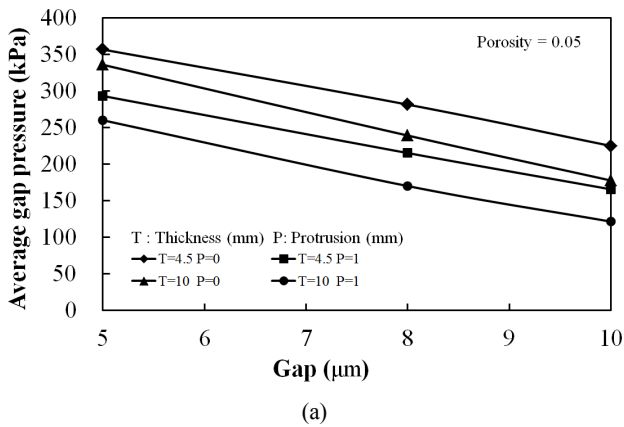 Average gap pressure (kPa)
400
350
300
250
200
150
100
50
0
Porosity = 0.05
T : Thickness (mm) P: Protrusion (mm)
T=4.5 P=0 T=4.5 P=1
T=10 P=0 T=10 P=1
5 6 7 8 9 10
Gap (μm)
(a)